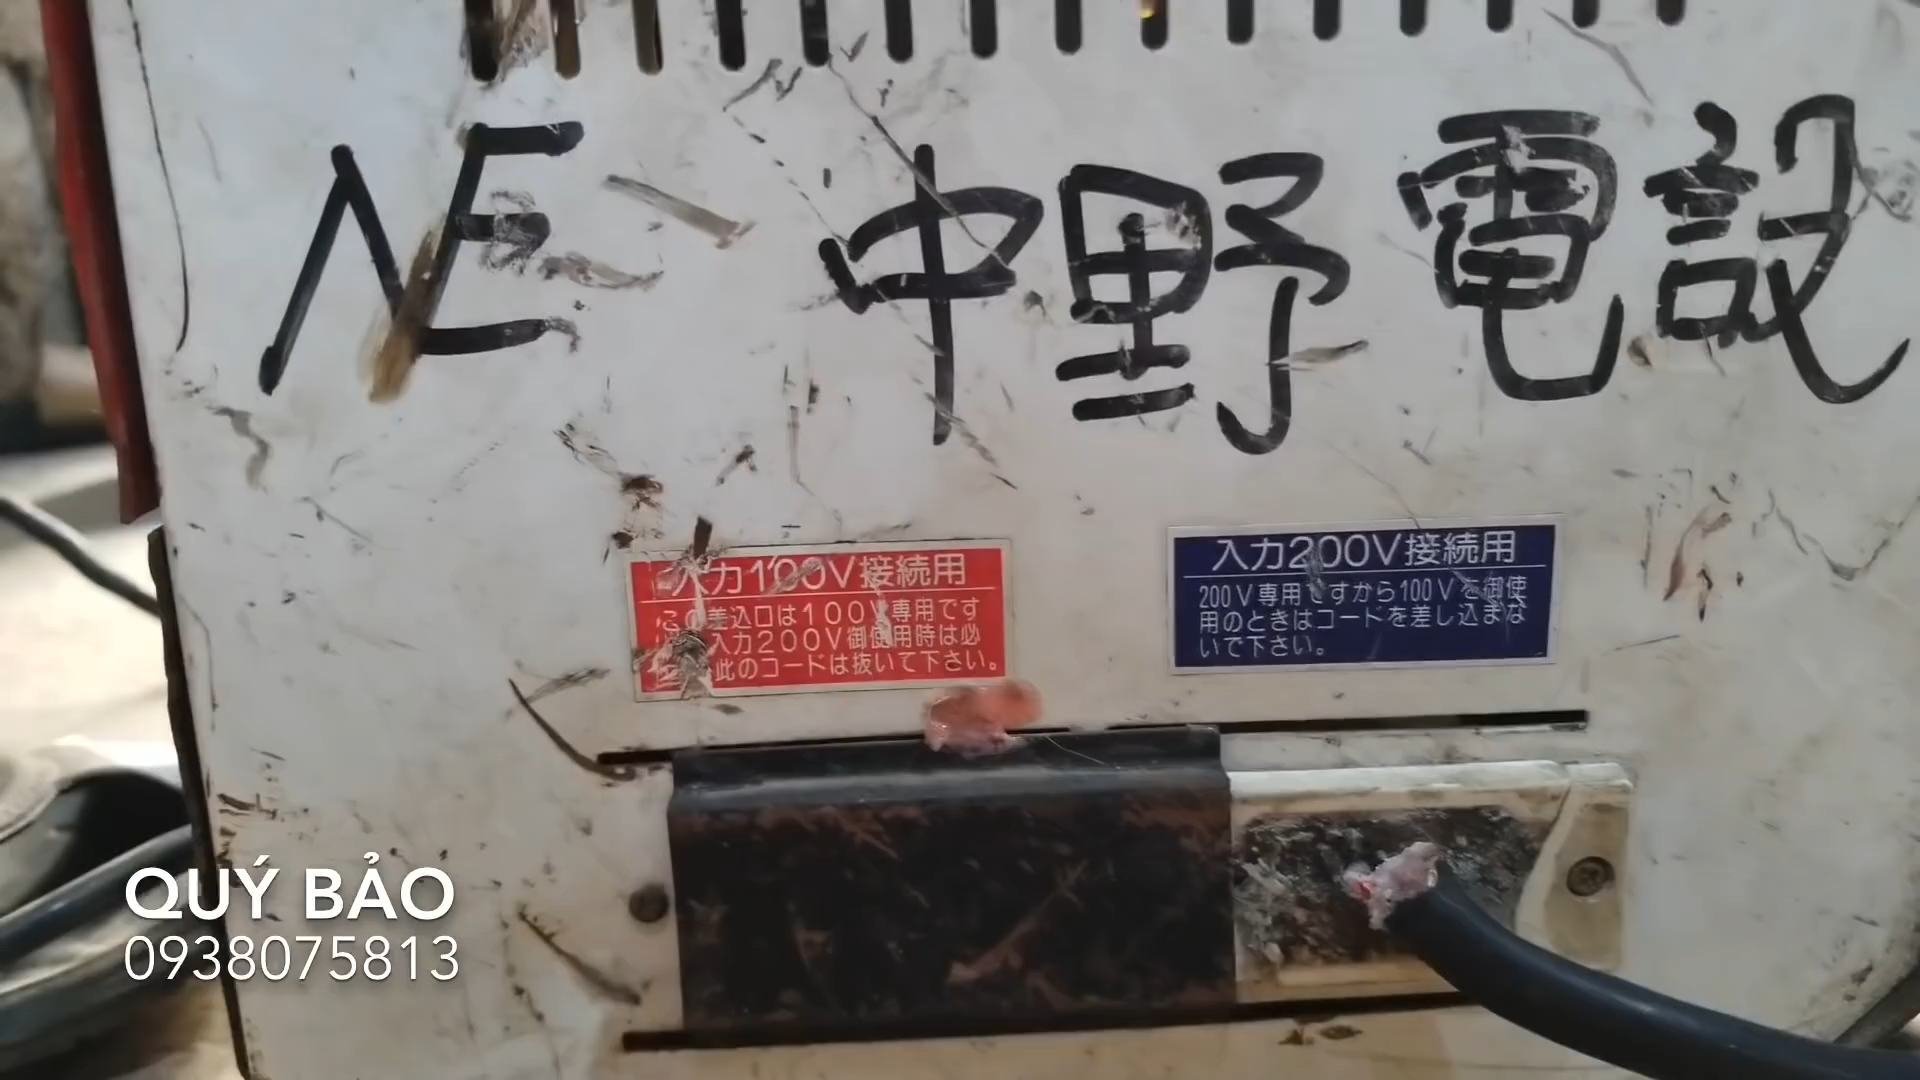 NE 中野電設
入力100V接続用
この差込口は100V専用です
入力200V御使用時は必
此のコードは抜いて下さい。
入力200V接続用
200V専用ですから100Vを御使
用のときはコードを差し込まな
いで下さい。
QUÝ BẢO
0938075813